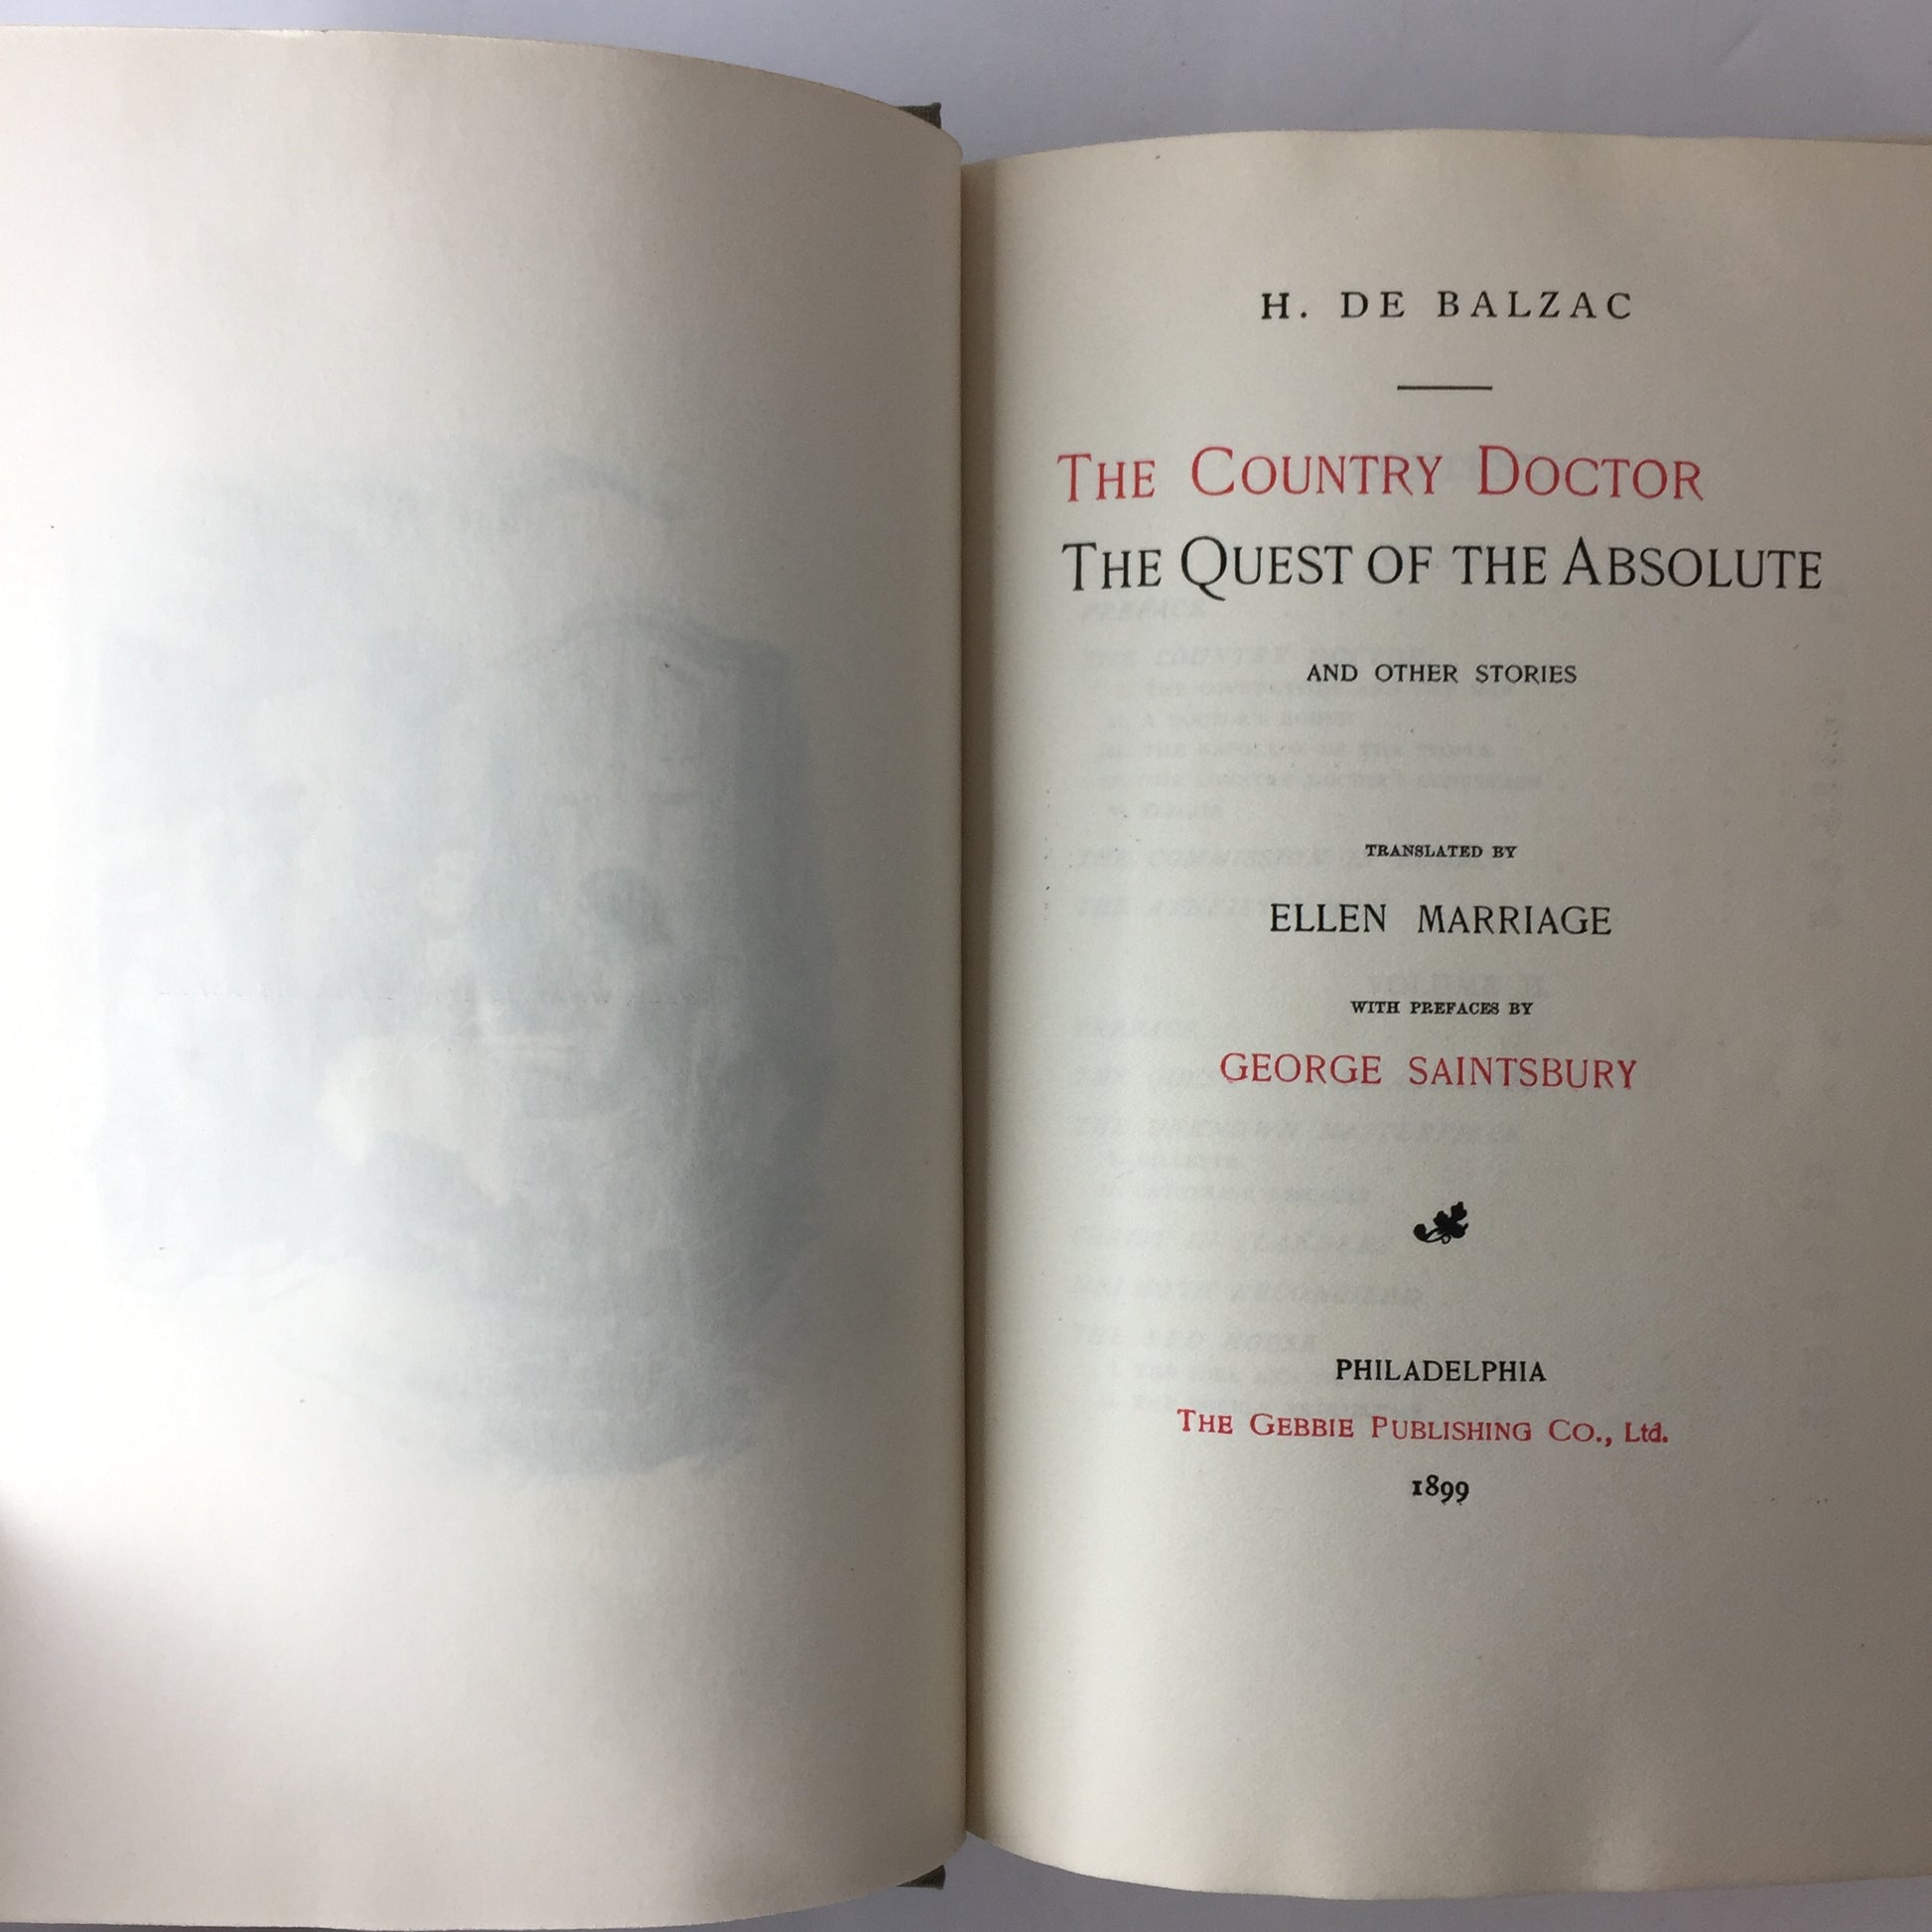 H. DE BALZAC
THE COUNTRY DOCTOR
THE QUEST OF THE ABSOLUTE
AND OTHER STORIES
TRANSLATED BY
ELLEN MARRIAGE
WITH PREFACES BY
GEORGE SAINTSBURY
PHILADELPHIA
THE GEBBIE PUBLISHING CO., Ltd.
1899